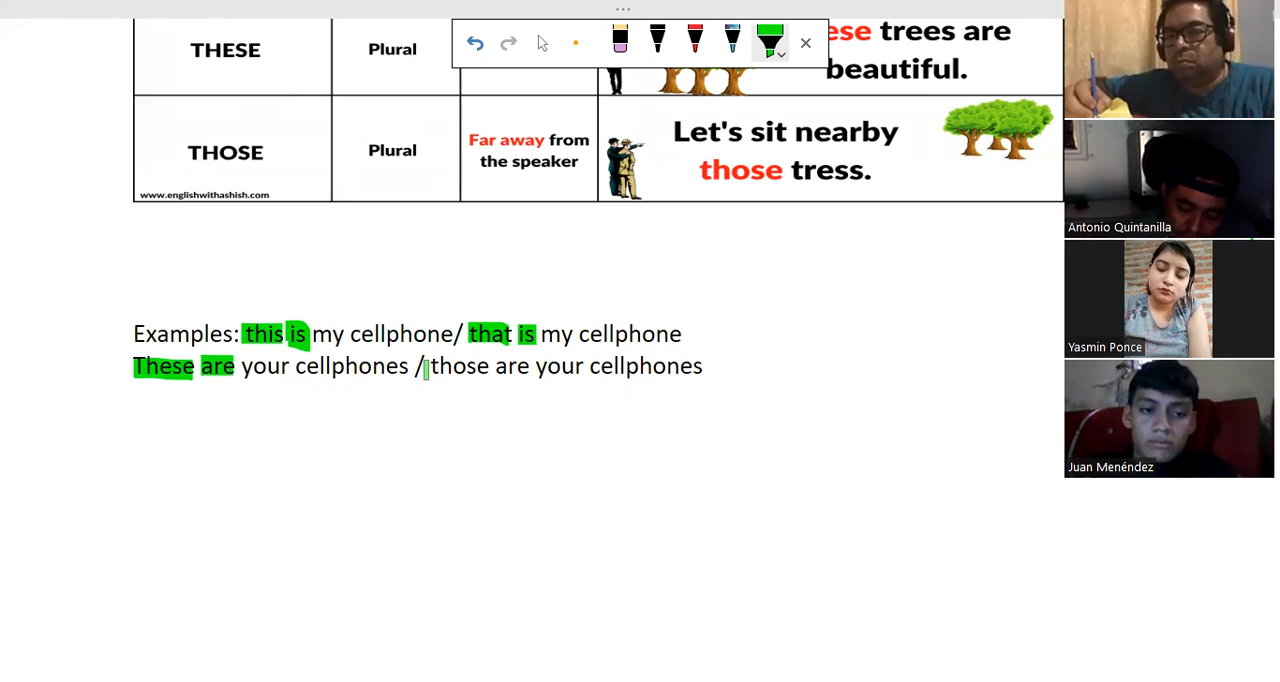 THESE
Plural
ese trees are
beautiful.
THOSE
Plural
Far away from
the speaker
Let's sit nearby
those tress.
www.englishwithashish.com
Examples: this is my cellphone/ that is my cellphone
These are your cellphones / those are your cellphones
Antonio Quintanilla
Yasmin Ponce
Juan Menéndez